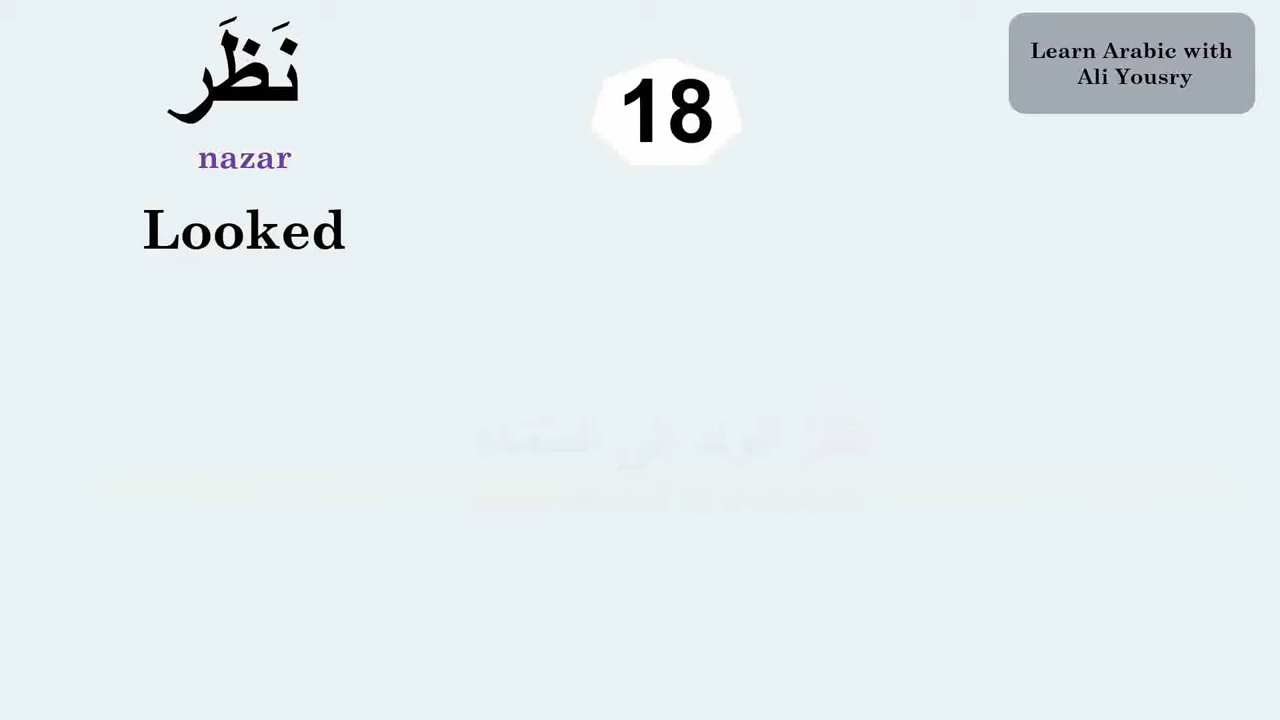 نَظَر
nazar
Looked
18
Learn Arabic with
Ali Yousry